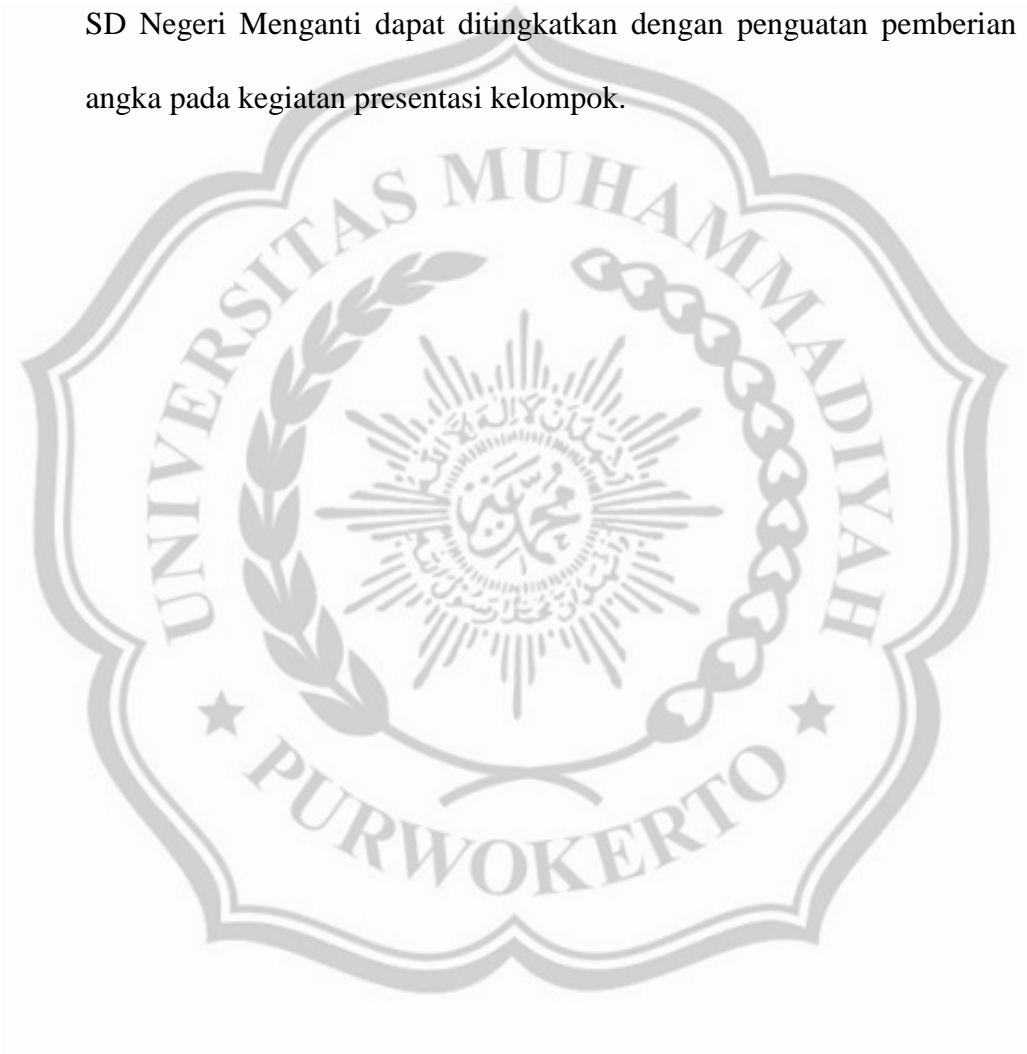 SD Negeri Menganti dapat ditingkatkan dengan penguatan pemberian
angka pada kegiatan presentasi kelompok.
UNIVERSITAS MUHAMMADIYAH
PURWOKERTO